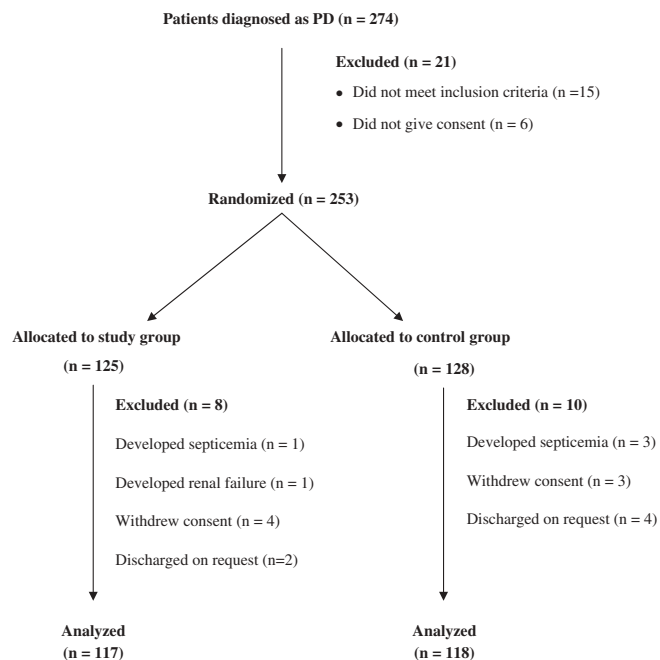 Patients diagnosed as PD (n = 274)
Excluded (n = 21)
• Did not meet inclusion criteria (n =15)
• Did not give consent (n = 6)
Randomized (n = 253)
Allocated to study group
(n = 125)
Excluded (n = 8)
Developed septicemia (n = 1)
Developed renal failure (n = 1)
Withdrew consent (n = 4)
Discharged on request (n=2)
Analyzed
(n = 117)
Allocated to control group
(n = 128)
Excluded (n = 10)
Developed septicemia (n = 3)
Withdrew consent (n = 3)
Discharged on request (n = 4)
Analyzed
(n = 118)